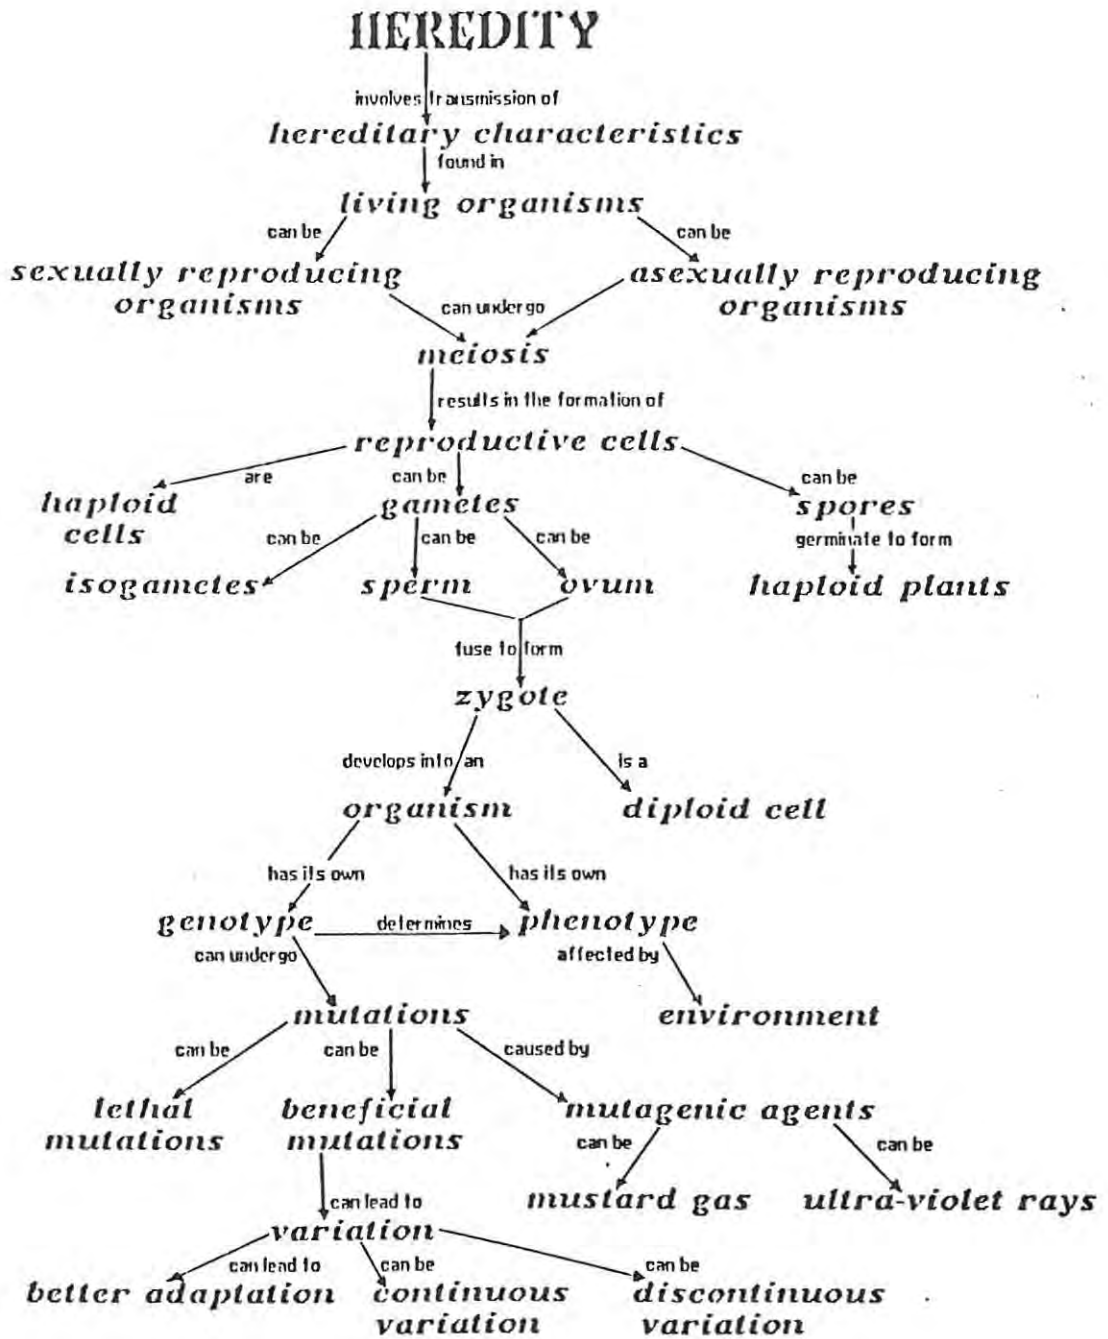 HEREDITY
involves transmission of
hereditary characteristics
found in
living organisms
can be
can be
sexually reproducing
organisms
asexually reproducing
organisms
can undergo
meiosis
results in the formation of
reproductive cells
are
can be
can be
haploid
cells
gametes
spores
can be
can be
can be
germinate to form
isogametes
sperm
ovum
haploid plants
fuse to form
zygote
develops into an
is a
organism
diploid cell
has its own
has its own
genotype
determines
phenotype
can undergo
affected by
mutations
environment
can be
can be
caused by
lethal
mutations
beneficial
mutations
mutagenic agents
can be
can be
mustard gas
ultra-violet rays
can lead to
variation
can lead to
can be
can be
better adaptation
continuous
variation
discontinuous
variation